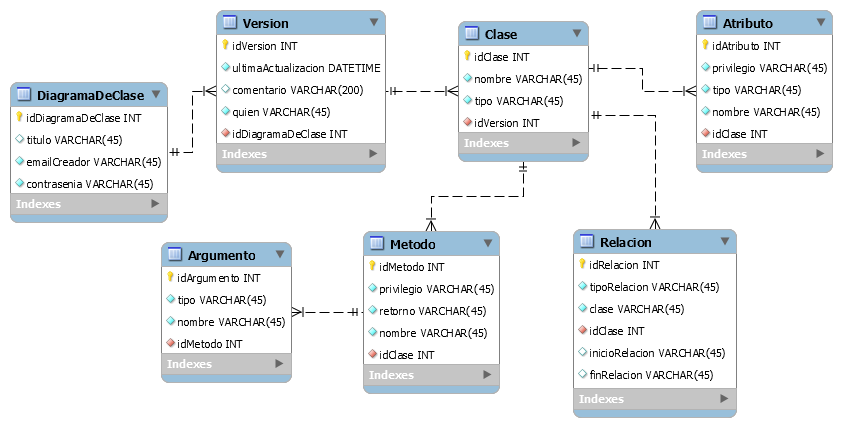 Version
idVersion INT
ultimaActualizacion DATETIME
comentario VARCHAR(200)
quien VARCHAR(45)
idDiagramaDeClase INT
Indexes
Clase
idClase INT
nombre VARCHAR(45)
tipo VARCHAR(45)
idVersion INT
Indexes
Atributo
idAtributo INT
privilegio VARCHAR(45)
tipo VARCHAR(45)
nombre VARCHAR(45)
idClase INT
Indexes
DiagramaDeClase
idDiagramaDeClase INT
titulo VARCHAR(45)
emailCreador VARCHAR(45)
contrasenia VARCHAR(45)
Indexes
Argumento
idArgumento INT
tipo VARCHAR(45)
nombre VARCHAR(45)
idMetodo INT
Indexes
Metodo
idMetodo INT
privilegio VARCHAR(45)
retorno VARCHAR(45)
nombre VARCHAR(45)
idClase INT
Indexes
Relacion
idRelacion INT
tipoRelacion VARCHAR(45)
clase VARCHAR(45)
idClase INT
inicioRelacion VARCHAR(45)
finRelacion VARCHAR(45)
Indexes